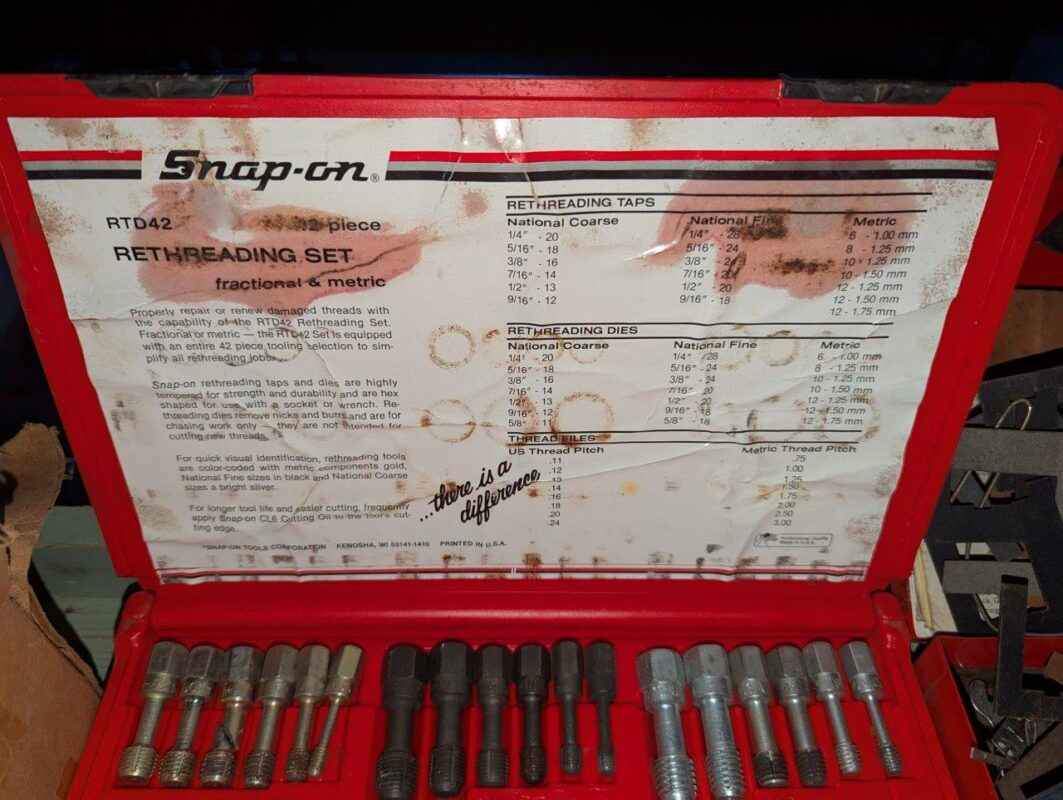 Snap-on®
RTD42 piece
RETHREADING SET
fractional & metric
Properly repair or renew damaged threads with
the capability of the RTD42 Rethreading Set.
Fractional or metric — the RTD42 Set is equipped
with an entire 42 piece tooling selection to sim-
plify all rethreading jobs.
Snap-on rethreading taps and dies are highly
tempered for strength and durability and are hex
shaped for use with a socket or wrench. Re-
threading dies remove nicks and burrs and are for
chasing work only — they are not intended for
cutting new threads.
For quick visual identification, rethreading tools
are color-coded with metric components gold,
National Fine sizes in black and National Coarse
sizes a bright silver.
For longer tool life and easier cutting, frequently
apply Snap-on CL6 Cutting Oil to the tool's cut-
ting edge.
...there is a
difference
RETHREADING TAPS
National Coarse National Fine Metric
1/4" - 20 1/4" - 28 6 - 1.00 mm
5/16" - 18 5/16" - 24 8 - 1.25 mm
3/8" - 16 3/8" - 10 - 1.25 mm
7/16" - 14 7/16" - 10 - 1.50 mm
1/2" - 13 1/2" - 20 12 - 1.25 mm
9/16" - 12 9/16" - 18 12 - 1.50 mm
12 - 1.75 mm
RETHREADING DIES
National Coarse National Fine Metric
1/4" - 20 1/4" - 28 6 - 1.00 mm
5/16" - 18 5/16" - 24 8 - 1.25 mm
3/8" - 16 3/8" - 24 10 - 1.25 mm
7/16" - 14 7/16" - 20 10 - 1.50 mm
1/2" - 13 1/2" - 20 12 - 1.25 mm
9/16" - 12 9/16" - 18 12 - 1.50 mm
5/8" - 11 5/8" - 18 12 - 1.75 mm
THREAD FILES
US Thread Pitch Metric Thread Pitch
.11 .75
.12 1.00
.13 1.25
.14 1.50
.16 1.75
.18 2.00
.20 2.50
.24 3.00
SNAP-ON TOOLS CORPORATION KENOSHA, WI 53141-1410 PRINTED IN U.S.A.